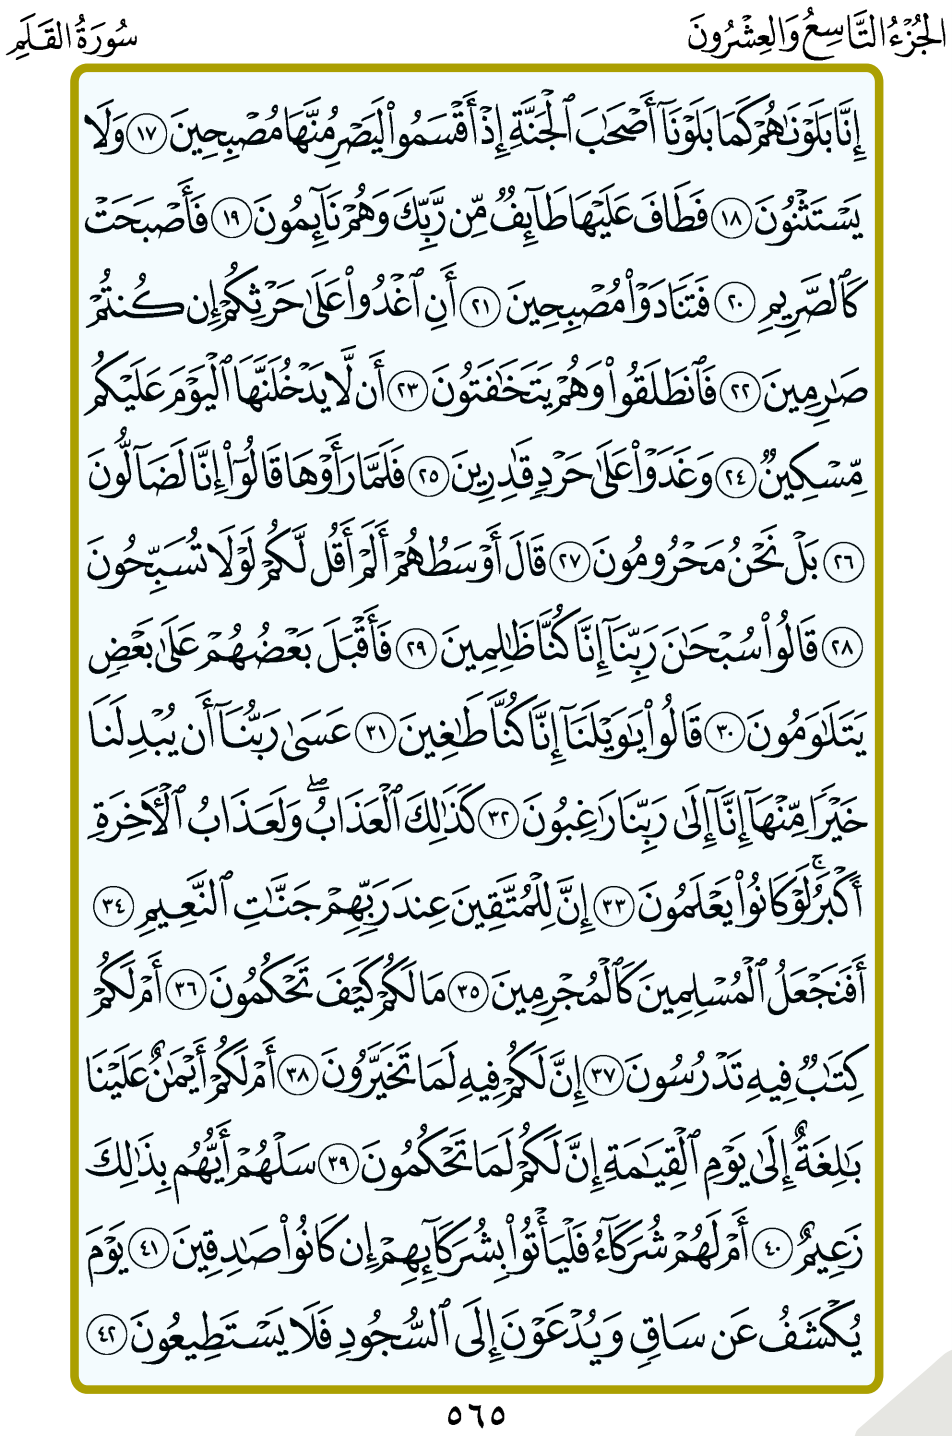 الجُزْءُ التَّاسِعُ وَالعِشْرُونَ
سُورَةُ القَلَمِ
إِنَّا بَلَوْنَٰهُمْ كَمَا بَلَوْنَآ أَصْحَٰبَ ٱلْجَنَّةِ إِذْ أَقْسَمُوا۟ لَيَصْرِمُنَّهَا مُصْبِحِينَ ١٧ وَلَا
يَسْتَثْنُونَ ١٨ فَطَافَ عَلَيْهَا طَآئِفٌ مِّن رَّبِّكَ وَهُمْ نَآئِمُونَ ١٩ فَأَصْبَحَتْ
كَٱلصَّرِيمِ ٢٠ فَتَنَادَوْا۟ مُصْبِحِينَ ٢١ أَنِ ٱغْدُوا۟ عَلَىٰ حَرْثِكُمْ إِن كُنتُمْ
صَٰرِمِينَ ٢٢ فَٱنطَلَقُوا۟ وَهُمْ يَتَخَٰفَتُونَ ٢٣ أَن لَّا يَدْخُلَنَّهَا ٱلْيَوْمَ عَلَيْكُم
مِّسْكِينٌ ٢٤ وَغَدَوْا۟ عَلَىٰ حَرْدٍ قَٰدِرِينَ ٢٥ فَلَمَّا رَأَوْهَا قَالُوٓا۟ إِنَّا لَضَآلُّونَ
٢٦ بَلْ نَحْنُ مَحْرُومُونَ ٢٧ قَالَ أَوْسَطُهُمْ أَلَمْ أَقُل لَّكُمْ لَوْلَا تُسَبِّحُونَ
٢٨ قَالُوا۟ سُبْحَٰنَ رَبِّنَآ إِنَّا كُنَّا ظَٰلِمِينَ ٢٩ فَأَقْبَلَ بَعْضُهُمْ عَلَىٰ بَعْضٍ
يَتَلَٰوَمُونَ ٣٠ قَالُوا۟ يَٰوَيْلَنَآ إِنَّا كُنَّا طَٰغِينَ ٣١ عَسَىٰ رَبُّنَآ أَن يُبْدِلَنَا
خَيْرًا مِّنْهَآ إِنَّآ إِلَىٰ رَبِّنَا رَٰغِبُونَ ٣٢ كَذَٰلِكَ ٱلْعَذَابُ ۖ وَلَعَذَابُ ٱلْـَٔاخِرَةِ
أَكْبَرُ ۚ لَوْ كَانُوا۟ يَعْلَمُونَ ٣٣ إِنَّ لِلْمُتَّقِينَ عِندَ رَبِّهِمْ جَنَّٰتِ ٱلنَّعِيمِ ٣٤
أَفَنَجْعَلُ ٱلْمُسْلِمِينَ كَٱلْمُجْرِمِينَ ٣٥ مَا لَكُمْ كَيْفَ تَحْكُمُونَ ٣٦ أَمْ لَكُمْ
كِتَٰبٌ فِيهِ تَدْرُسُونَ ٣٧ إِنَّ لَكُمْ فِيهِ لَمَا تَخَيَّرُونَ ٣٨ أَمْ لَكُمْ أَيْمَٰنٌ عَلَيْنَا
بَٰلِغَةٌ إِلَىٰ يَوْمِ ٱلْقِيَٰمَةِ إِنَّ لَكُمْ لَمَا تَحْكُمُونَ ٣٩ سَلْهُمْ أَيُّهُم بِذَٰلِكَ
زَعِيمٌ ٤٠ أَمْ لَهُمْ شُرَكَآءُ فَلْيَأْتُوا۟ بِشُرَكَآئِهِمْ إِن كَانُوا۟ صَٰدِقِينَ ٤١ يَوْمَ
يُكْشَفُ عَن سَاقٍ وَيُدْعَوْنَ إِلَى ٱلسُّجُودِ فَلَا يَسْتَطِيعُونَ ٤٢
٥٦٥